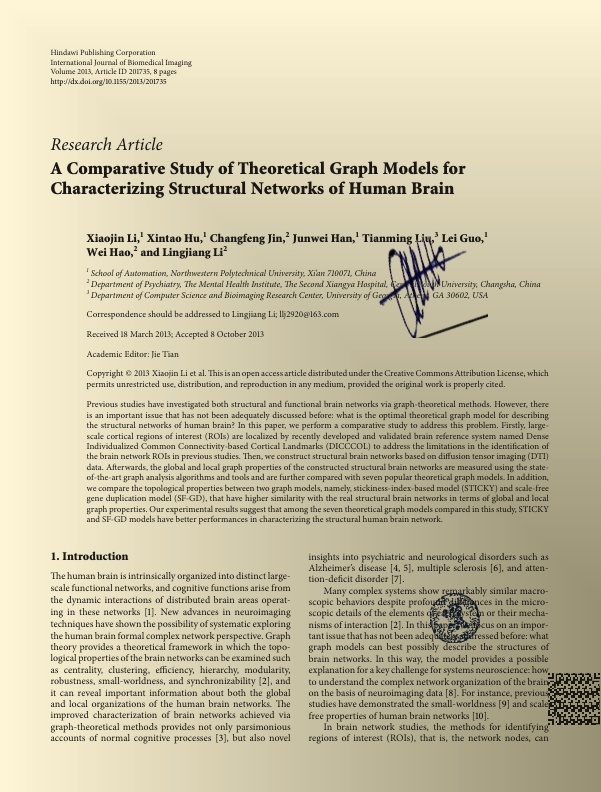 Hindawi Publishing Corporation
International Journal of Biomedical Imaging
Volume 2013, Article ID 201735, 8 pages
http://dx.doi.org/10.1155/2013/201735
Research Article
A Comparative Study of Theoretical Graph Models for
Characterizing Structural Networks of Human Brain
Xiaojin Li,1 Xintao Hu,1 Changfeng Jin,2 Junwei Han,1 Tianming Liu,3 Lei Guo,1
Wei Hao,2 and Lingjiang Li2
1 School of Automation, Northwestern Polytechnical University, Xi'an 710071, China
2 Department of Psychiatry, The Mental Health Institute, The Second Xiangya Hospital, University, Changsha, China
3 Department of Computer Science and Bioimaging Research Center, University of GA 30602, USA
Correspondence should be addressed to Lingjiang Li; llj2920@163.com
Received 18 March 2013; Accepted 8 October 2013
Academic Editor: Jie Tian
Copyright © 2013 Xiaojin Li et al. This is an open access article distributed under the Creative Commons Attribution License, which
permits unrestricted use, distribution, and reproduction in any medium, provided the original work is properly cited.
Previous studies have investigated both structural and functional brain networks via graph-theoretical methods. However, there
is an important issue that has not been adequately discussed before: what is the optimal theoretical graph model for describing
the structural networks of human brain? In this paper, we perform a comparative study to address this problem. Firstly, large-
scale cortical regions of interest (ROIs) are localized by recently developed and validated brain reference system named Dense
Individualized Common Connectivity-based Cortical Landmarks (DICCCOL) to address the limitations in the identification of
the brain network ROIs in previous studies. Then, we construct structural brain networks based on diffusion tensor imaging (DTI)
data. Afterwards, the global and local graph properties of the constructed structural brain networks are measured using the state-
of-the-art graph analysis algorithms and tools and are further compared with seven popular theoretical graph models. In addition,
we compare the topological properties between two graph models, namely, stickiness-index-based model (STICKY) and scale-free
gene duplication model (SF-GD), that have higher similarity with the real structural brain networks in terms of global and local
graph properties. Our experimental results suggest that among the seven theoretical graph models compared in this study, STICKY
and SF-GD models have better performances in characterizing the structural human brain network.
1. Introduction
The human brain is intrinsically organized into distinct large-
scale functional networks, and cognitive functions arise from
the dynamic interactions of distributed brain areas operat-
ing in these networks [1]. New advances in neuroimaging
techniques have shown the possibility of systematic exploring
the human brain formal complex network perspective. Graph
theory provides a theoretical framework in which the topo-
logical properties of the brain networks can be examined such
as centrality, clustering, efficiency, hierarchy, modularity,
robustness, small-worldness, and synchronizability [2], and
it can reveal important information about both the global
and local organizations of the human brain networks. The
improved characterization of brain networks achieved via
graph-theoretical methods provides not only parsimonious
accounts of normal cognitive processes [3], but also novel
insights into psychiatric and neurological disorders such as
Alzheimer's disease [4, 5], multiple sclerosis [6], and atten-
tion-deficit disorder [7].
Many complex systems show remarkably similar macro-
scopic behaviors despite profound differences in the micro-
scopic details of the elements of each system or their mecha-
nisms of interaction [2]. In this paper, we focus on an impor-
tant issue that has not been adequately addressed before: what
graph models can best possibly describe the structures of
brain networks. In this way, the model provides a possible
explanation for a key challenge for systems neuroscience: how
to understand the complex network organization of the brain
on the basis of neuroimaging data [8]. For instance, previous
studies have demonstrated the small-worldness [9] and scale
free properties of human brain networks [10].
In brain network studies, the methods for identifying
regions of interest (ROIs), that is, the network nodes, can